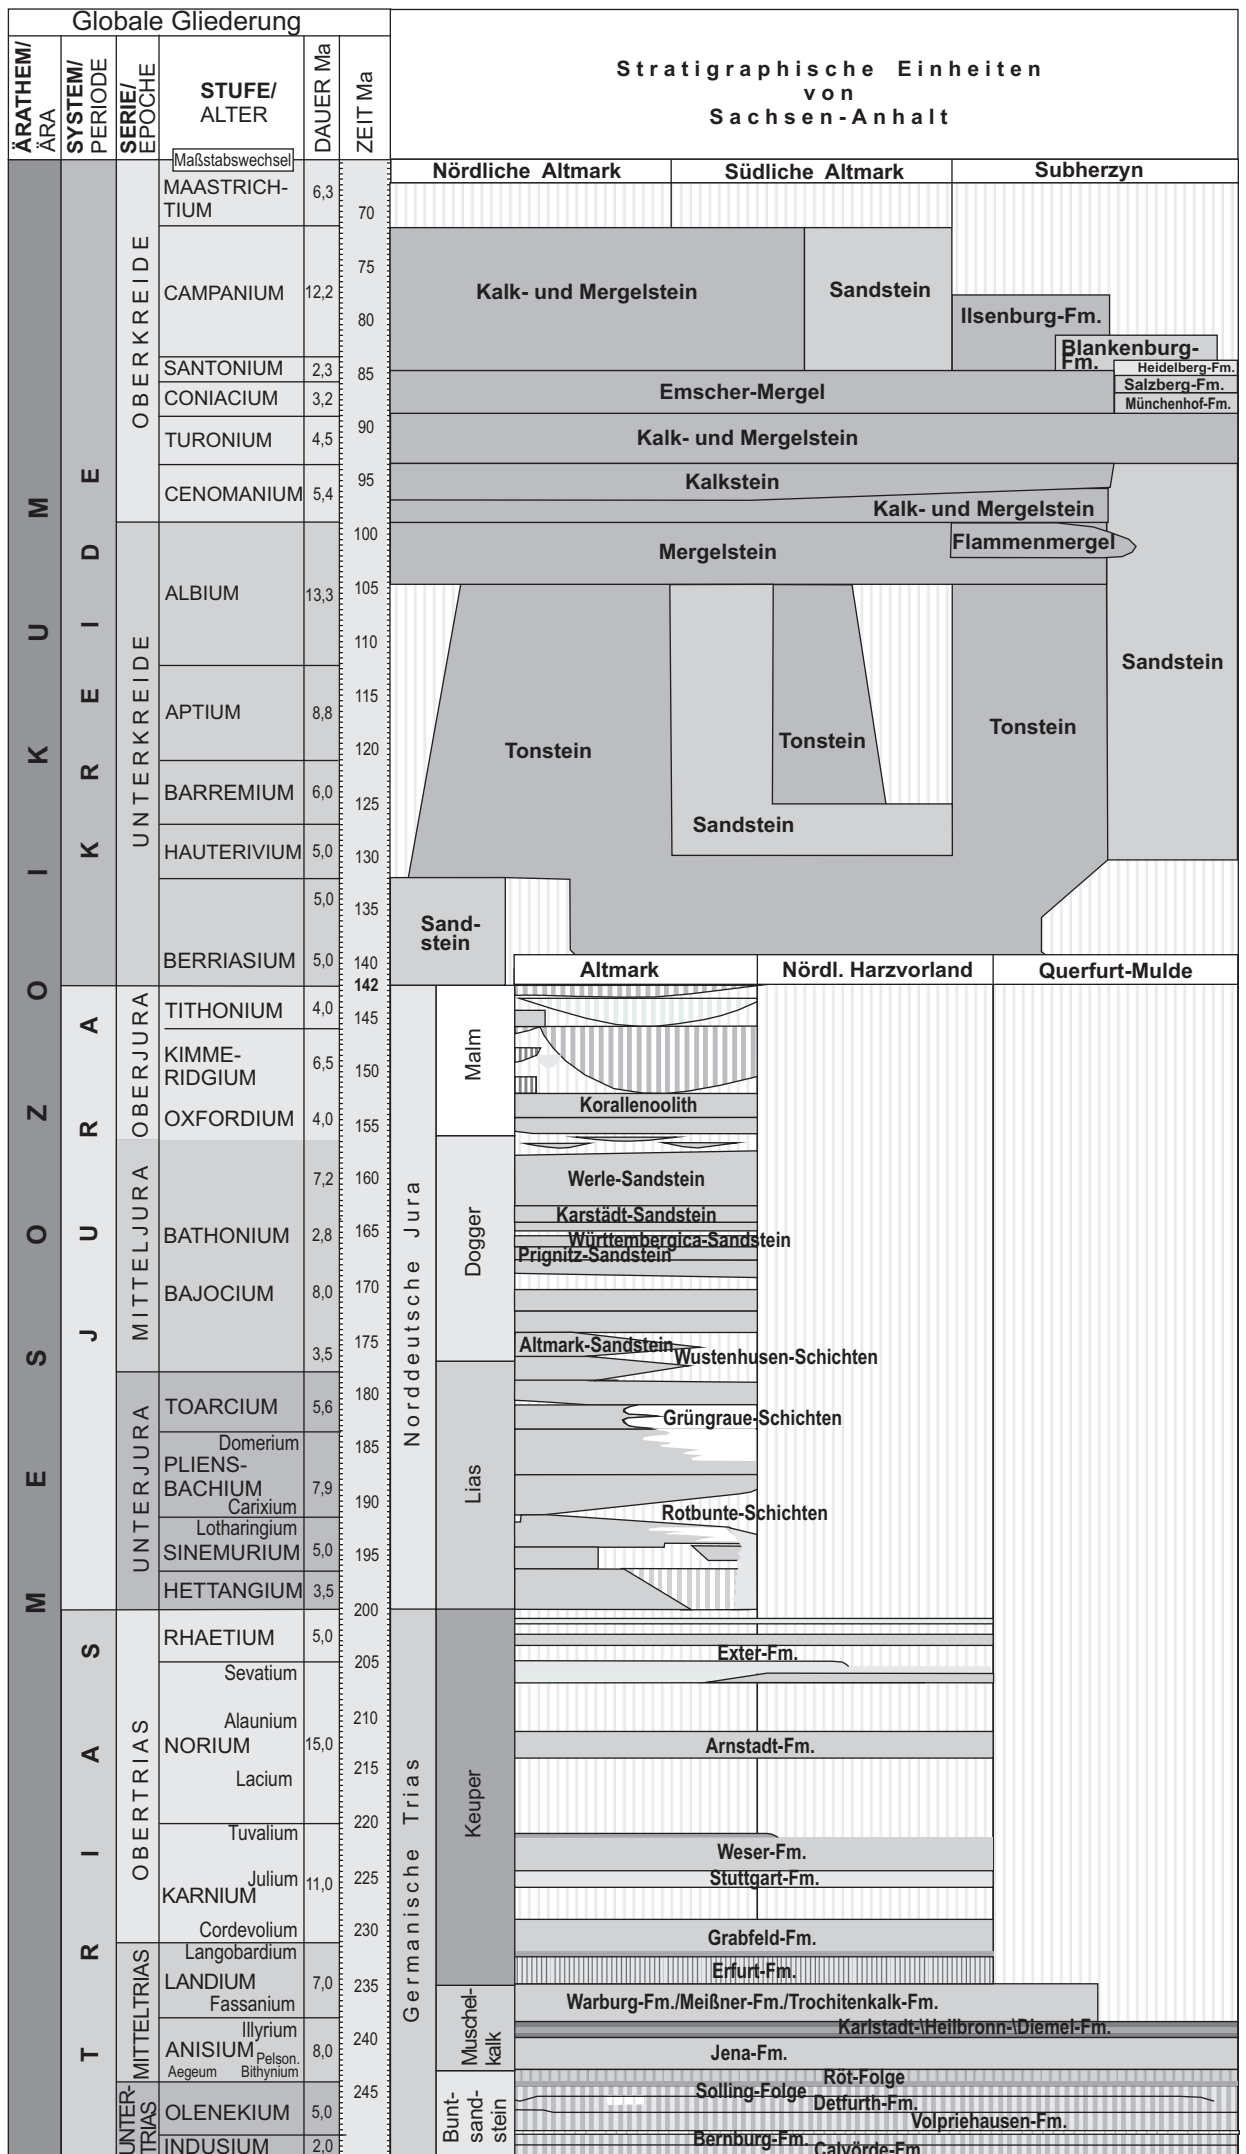 Globale Gliederung
ÄRATHEM/
ÄRA
SYSTEM/
PERIODE
SERIE/
EPOCHE
STUFE/
ALTER
DAUER Ma
ZEIT Ma
Stratigraphische Einheiten
von
Sachsen-Anhalt
Maßstabswechsel
Nördliche Altmark
Südliche Altmark
Subherzyn
MESOZOIKUM
KREIDE
OBERKREIDE
MAASTRICH-
TIUM
6,3
70
75
CAMPANIUM
12,2
80
Kalk- und Mergelstein
Sandstein
Ilsenburg-Fm.
Blankenburg-
Fm.
SANTONIUM
2,3
85
Heidelberg-Fm.
Salzberg-Fm.
Münchenhof-Fm.
CONIACIUM
3,2
Emscher-Mergel
90
TURONIUM
4,5
Kalk- und Mergelstein
95
CENOMANIUM
5,4
Kalkstein
Kalk- und Mergelstein
UNTERKREIDE
100
Mergelstein
Flammenmergel
105
ALBIUM
13,3
110
Sandstein
115
APTIUM
8,8
120
Tonstein
Tonstein
Tonstein
BARREMIUM
6,0
125
Sandstein
HAUTERIVIUM
5,0
130
5,0
135
Sand-
stein
BERRIASIUM
5,0
140
142
Altmark
Nördl. Harzvorland
Querfurt-Mulde
JURA
OBERJURA
Norddeutsche Jura
Malm
TITHONIUM
4,0
145
KIMME-
RIDGIUM
6,5
150
OXFORDIUM
4,0
155
Korallenoolith
MITTELJURA
Dogger
7,2
160
Werle-Sandstein
Karstädt-Sandstein
BATHONIUM
2,8
165
Württembergica-Sandstein
Prignitz-Sandstein
BAJOCIUM
8,0
170
175
3,5
Altmark-Sandstein
Wustenhusen-Schichten
UNTERJURA
Lias
180
TOARCIUM
5,6
Grüngraue-Schichten
Domerium
PLIENS-
BACHIUM
Carixium
7,9
185
190
Rotbunte-Schichten
Lotharingium
SINEMURIUM
5,0
195
HETTANGIUM
3,5
200
TRIAS
OBERTRIAS
Germanische Trias
Keuper
RHAETIUM
5,0
Exter-Fm.
205
Sevatium
210
Alaunium
NORIUM
15,0
Arnstadt-Fm.
215
Lacium
220
Tuvalium
Weser-Fm.
225
Julium
KARNIUM
11,0
Stuttgart-Fm.
230
Cordevolium
Grabfeld-Fm.
MITTELTRIAS
Langobardium
LANDIUM
7,0
235
Erfurt-Fm.
Fassanium
Muschel-
kalk
Warburg-Fm./Meißner-Fm./Trochitenkalk-Fm.
Illyrium
Karlstadt-\Heilbronn-\Diemel-Fm.
240
ANISIUM
Pelson.
8,0
Jena-Fm.
Aegeum
Bithynium
Röt-Folge
UNTER-
TRIAS
Bunt-
sand-
stein
245
Solling-Folge
OLENEKIUM
5,0
Detfurth-Fm.
Volpriehausen-Fm.
INDUSIUM
2,0
Bernburg-Fm.
Calvörde-Fm